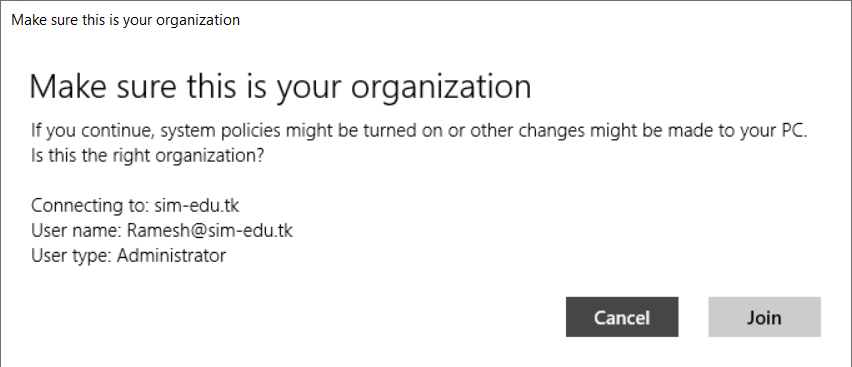 Make sure this is your organization
Make sure this is your organization
If you continue, system policies might be turned on or other changes might be made to your PC.
Is this the right organization?
Connecting to: sim-edu.tk
User name: Ramesh@sim-edu.tk
User type: Administrator
Cancel Join